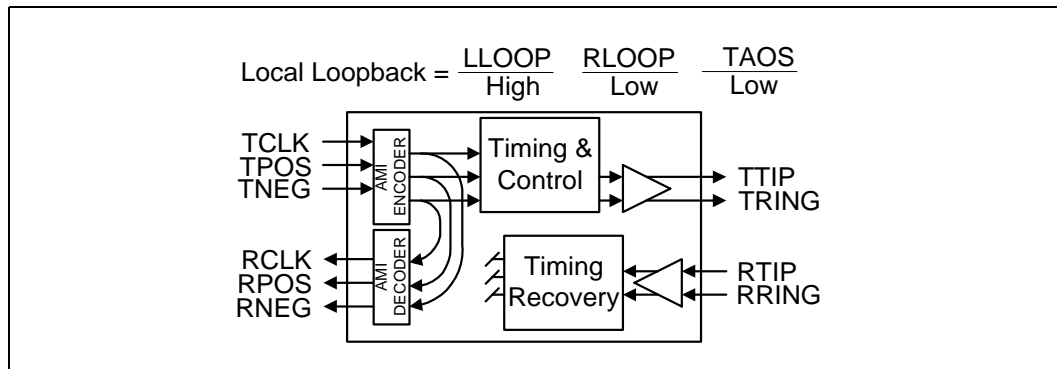 Local Loopback = LLOOP RLOOP TAOS
High Low Low
TCLK
TPOS
TNEG
AMI
ENCODER
Timing &
Control
TTIP
TRING
RCLK
RPOS
RNEG
AMI
DECODER
Timing
Recovery
RTIP
RRING